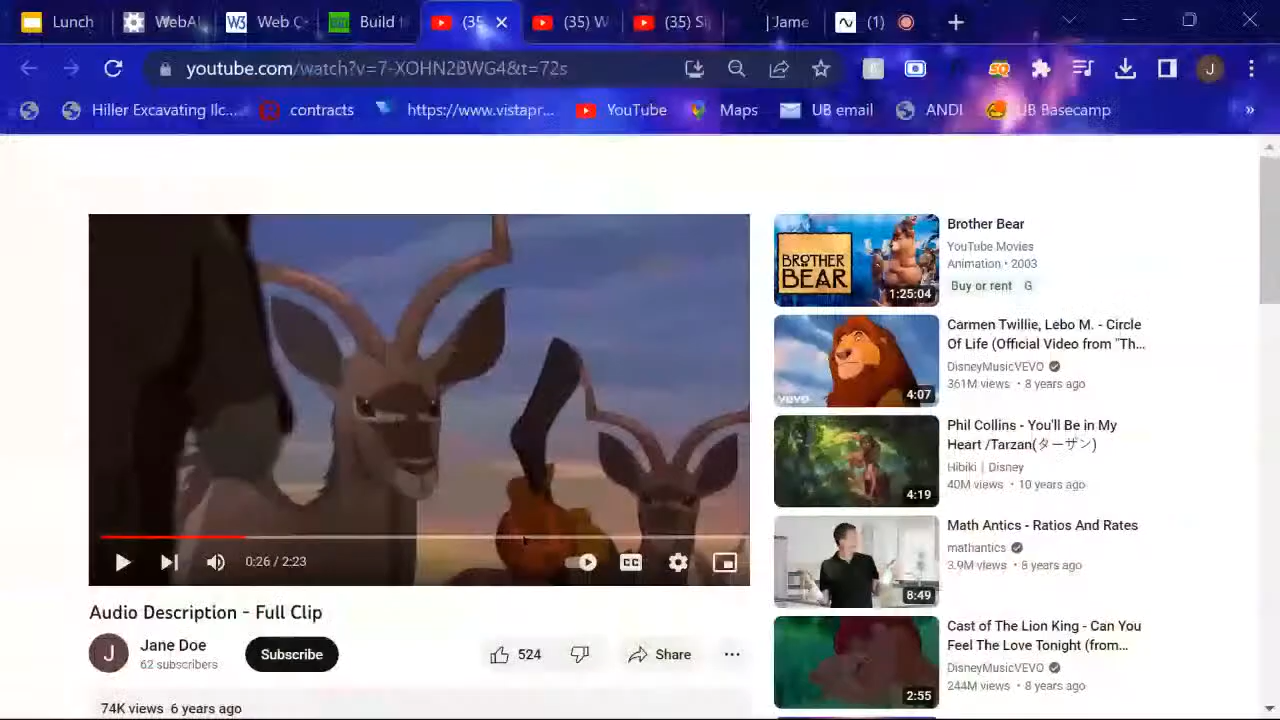 Lunch
WebAI
W3
Web C
Build f
(35
(35) W
(35) Si
| Jame
(1)
youtube.com/watch?v=7-XOHN2BWG4&t=72s
J
Hiller Excavating llc,...
contracts
https://www.vistapr...
YouTube
Maps
UB email
ANDI
UB Basecamp
»
BROTHER
BEAR
1:25:04
Brother Bear
YouTube Movies
Animation • 2003
Buy or rent G
vevo
4:07
Carmen Twillie, Lebo M. - Circle
Of Life (Official Video from "Th...
DisneyMusicVEVO
361M views • 8 years ago
4:19
Phil Collins - You'll Be in My
Heart /Tarzan(ターザン)
Hibiki | Disney
40M views • 10 years ago
8:49
Math Antics - Ratios And Rates
mathantics
3.9M views • 8 years ago
2:55
Cast of The Lion King - Can You
Feel The Love Tonight (from...
DisneyMusicVEVO
244M views • 8 years ago
0:26 / 2:23
CC
Audio Description - Full Clip
J
Jane Doe
62 subscribers
Subscribe
524
Share
74K views 6 years ago